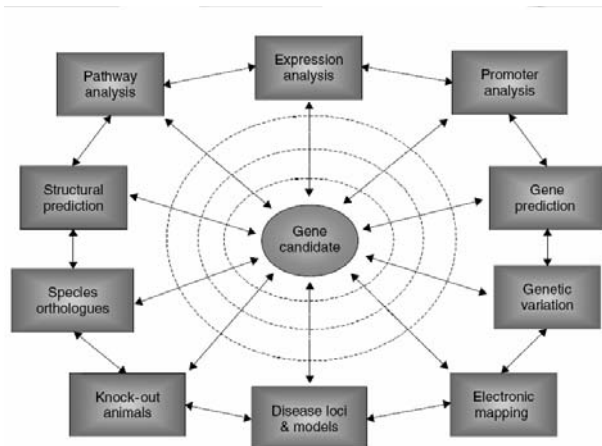 Pathway
analysis
Expression
analysis
Promoter
analysis
Structural
prediction
Gene
prediction
Gene
candidate
Species
orthologues
Genetic
variation
Knock-out
animals
Disease loci
& models
Electronic
mapping